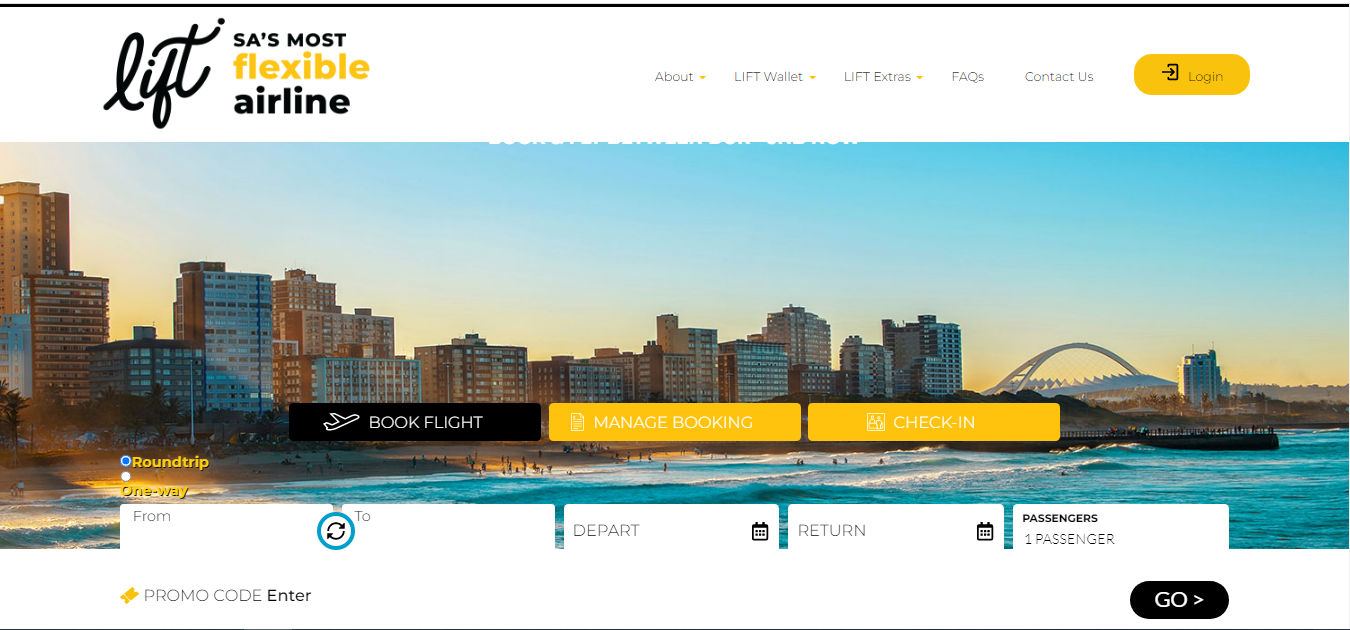 lift
SA'S MOST
flexible
airline
About
LIFT Wallet
LIFT Extras
FAQs
Contact Us
Login
BOOK FLIGHT
MANAGE BOOKING
CHECK-IN
Roundtrip
One-way
From
To
DEPART
RETURN
PASSENGERS
1 PASSENGER
PROMO CODE Enter
GO >